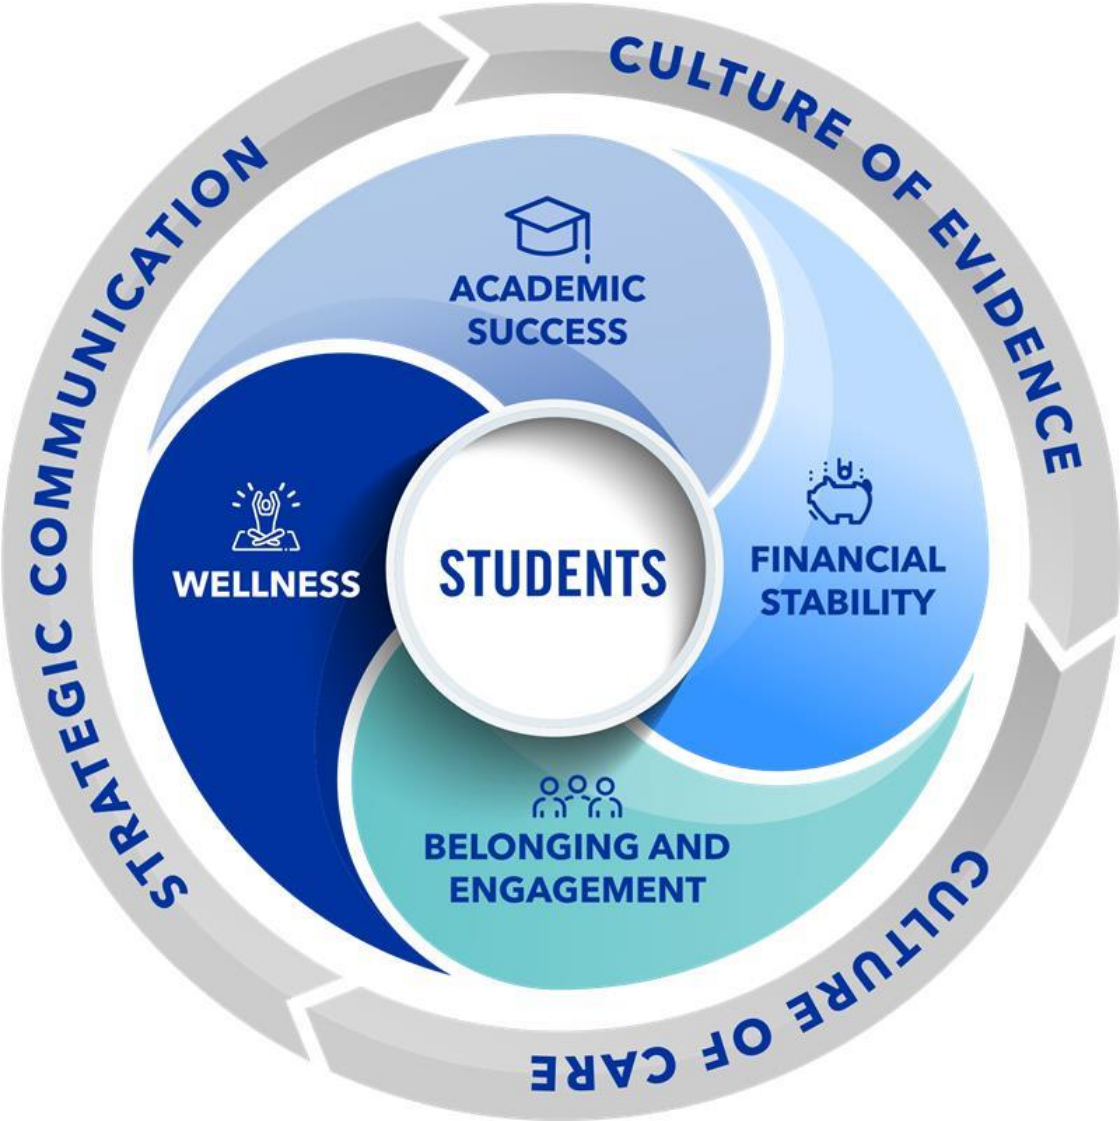 CULTURE OF EVIDENCE
CULTURE OF CARE
STRATEGIC COMMUNICATION
ACADEMIC
SUCCESS
FINANCIAL
STABILITY
BELONGING AND
ENGAGEMENT
WELLNESS
STUDENTS